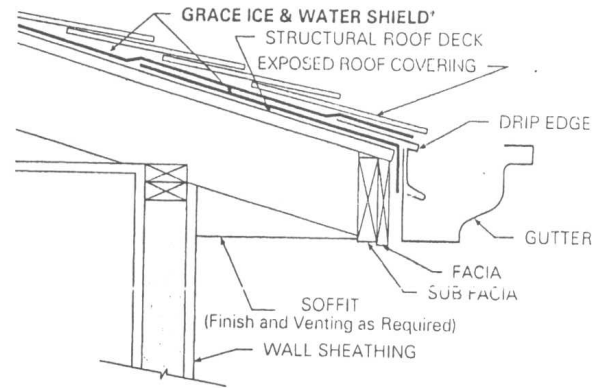 GRACE ICE & WATER SHIELD'
STRUCTURAL ROOF DECK
EXPOSED ROOF COVERING
DRIP EDGE
GUTTER
FACIA
SUB FACIA
SOFFIT
(Finish and Venting as Required)
WALL SHEATHING